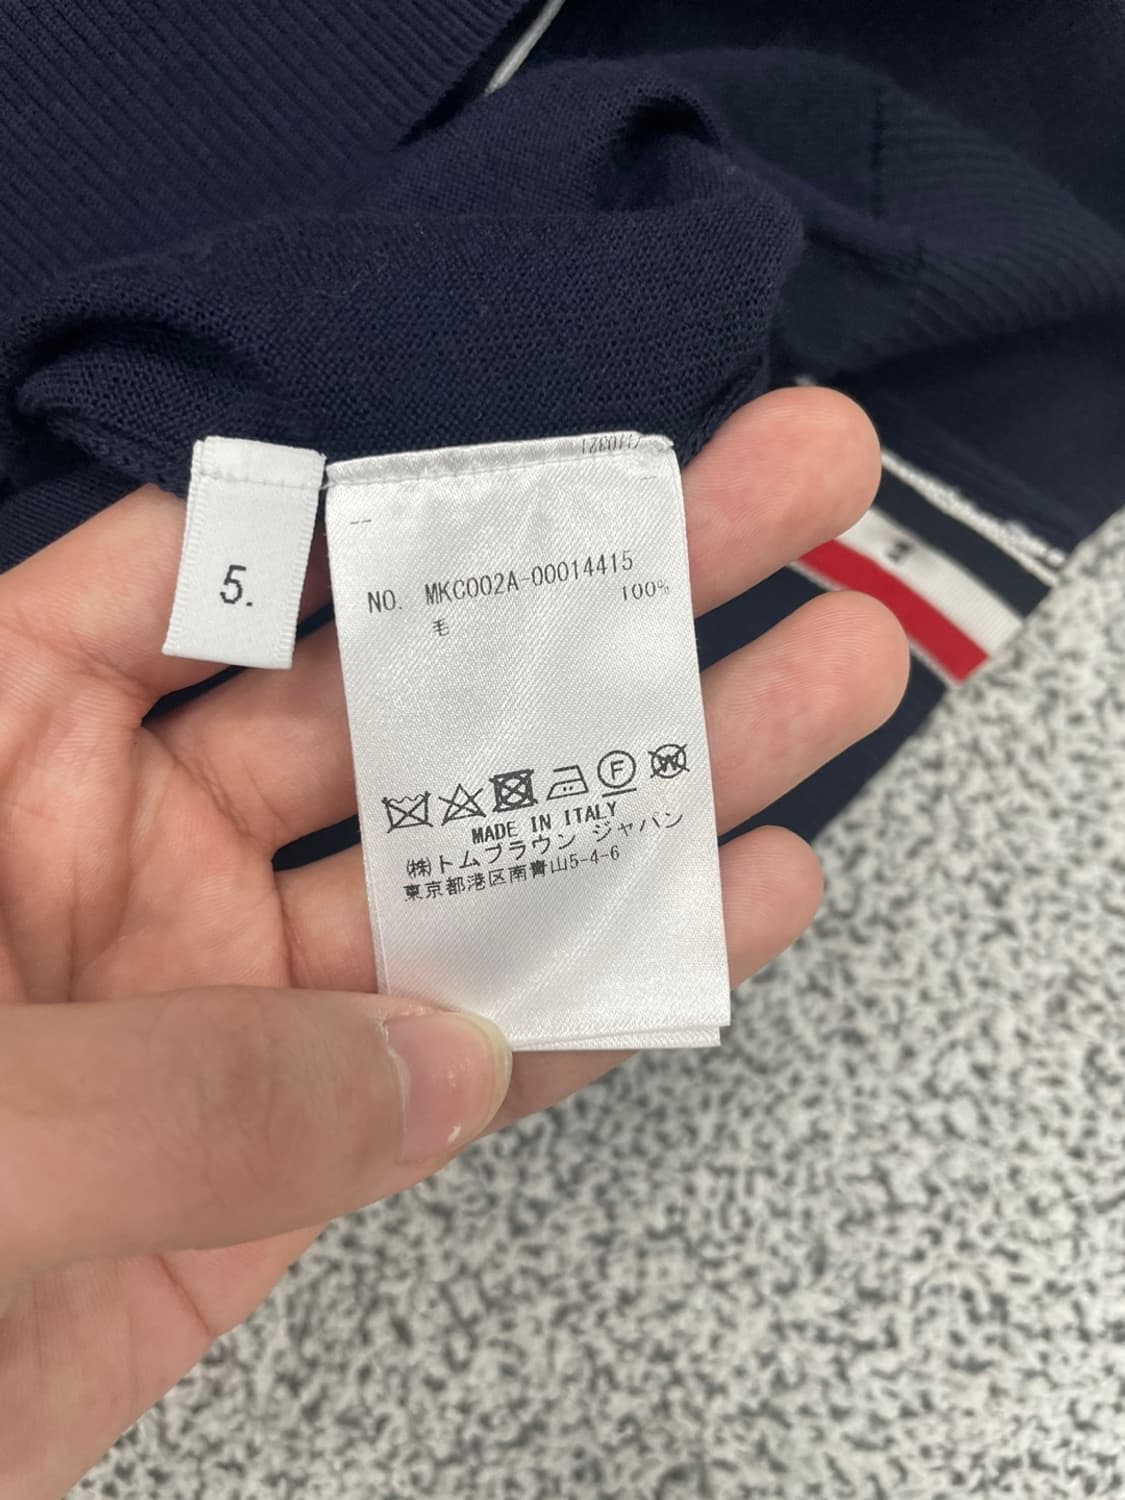 5.
NO. MKC002A-00014415
100%
毛
F
W
MADE IN ITALY
㈱トムブラウン ジャパン
東京都港区南青山5-4-6